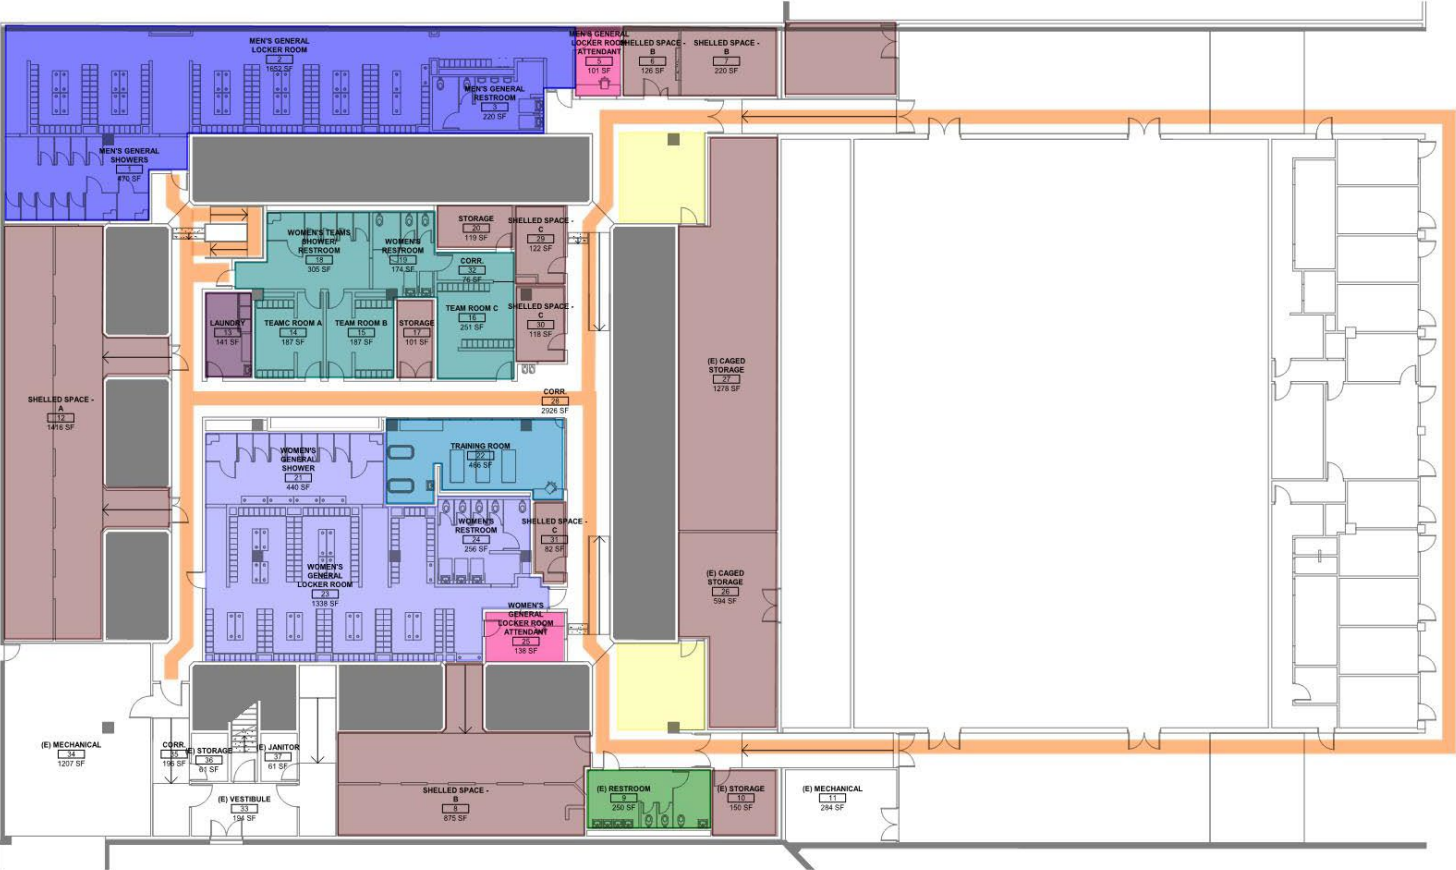 MEN'S GENERAL
LOCKER ROOM
2
1652 SF
MEN'S GENERAL
LOCKER ROOM
ATTENDANT
5
101 SF
SHELLED SPACE -
B
6
126 SF
SHELLED SPACE -
B
7
220 SF
MEN'S GENERAL
RESTROOM
3
220 SF
MEN'S GENERAL
SHOWERS
1
470 SF
WOMEN'S TEAMS
SHOWER/
RESTROOM
18
305 SF
WOMEN'S
RESTROOM
19
174 SF
STORAGE
20
119 SF
SHELLED SPACE -
C
29
122 SF
CORR.
32
76 SF
LAUNDRY
13
141 SF
TEAMC ROOM A
14
187 SF
TEAM ROOM B
15
187 SF
STORAGE
17
101 SF
TEAM ROOM C
16
251 SF
SHELLED SPACE -
C
30
118 SF
(E) CAGED
STORAGE
27
1278 SF
SHELLED SPACE -
A
12
1416 SF
CORR.
28
2926 SF
WOMEN'S
GENERAL
SHOWER
21
440 SF
TRAINING ROOM
22
466 SF
WOMEN'S
RESTROOM
24
256 SF
SHELLED SPACE -
C
31
82 SF
WOMEN'S
GENERAL
LOCKER ROOM
23
1338 SF
(E) CAGED
STORAGE
26
594 SF
WOMEN'S
GENERAL
LOCKER ROOM
ATTENDANT
25
138 SF
(E) MECHANICAL
34
1207 SF
CORR.
35
196 SF
(E) STORAGE
36
61 SF
(E) JANITOR
37
61 SF
(E) VESTIBULE
33
194 SF
SHELLED SPACE -
B
8
875 SF
(E) RESTROOM
9
250 SF
(E) STORAGE
10
150 SF
(E) MECHANICAL
11
284 SF